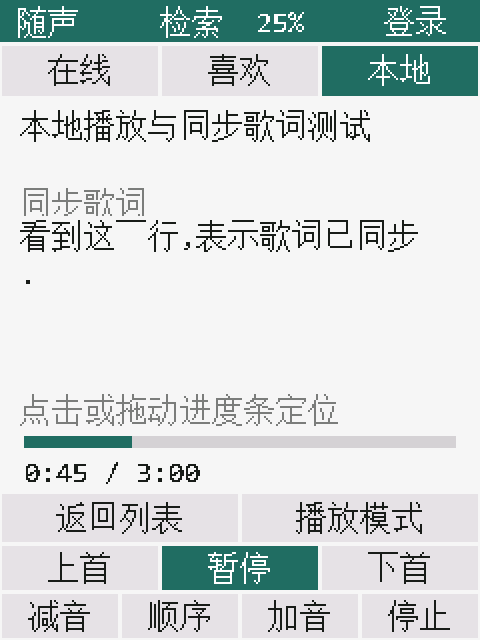 随声 检索 25% 登录
在线 喜欢 本地
本地播放与同步歌词测试
同步歌词
看到这一行,表示歌词已同步
.
点击或拖动进度条定位
0:45 / 3:00
返回列表 播放模式
上首 暂停 下首
减音 顺序 加音 停止